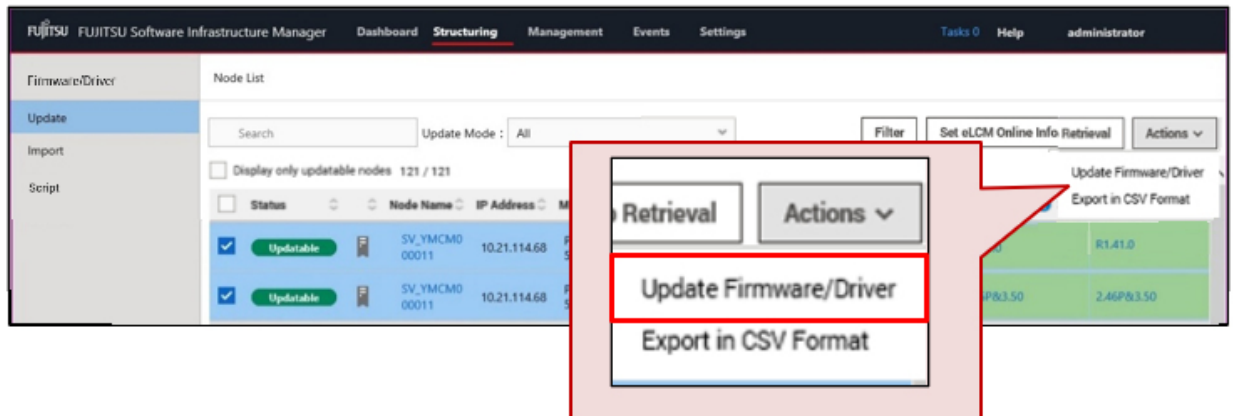 FUJITSU FUJITSU Software Infrastructure Manager Dashboard Structuring Management Events Settings Tasks 0 Help administrator
Firmware/Driver Node List
Update
Search Update Mode : All Filter Set eLCM Online Info Retrieval Actions
Import
Display only updatable nodes 121 / 121
Update Firmware/Driver
Script
Export in CSV Format
Status Node Name IP Address M
Updatable SV_YMCM0
00011 10.21.114.68 R1.41.0
Updatable SV_YMCM0
00011 10.21.114.68 P&3.50 2.46P&3.50
Retrieval Actions
Update Firmware/Driver
Export in CSV Format